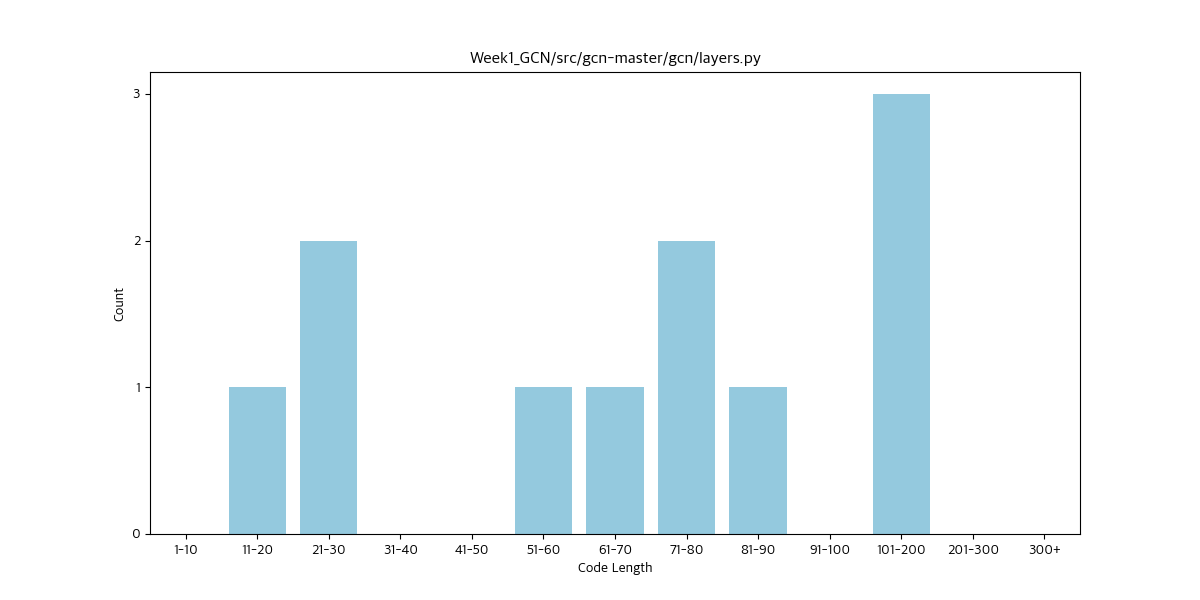 Week1_GCN/src/gcn-master/gcn/layers.py
3
2
1
0
Count
1-10 11-20 21-30 31-40 41-50 51-60 61-70 71-80 81-90 91-100 101-200 201-300 300+
Code Length